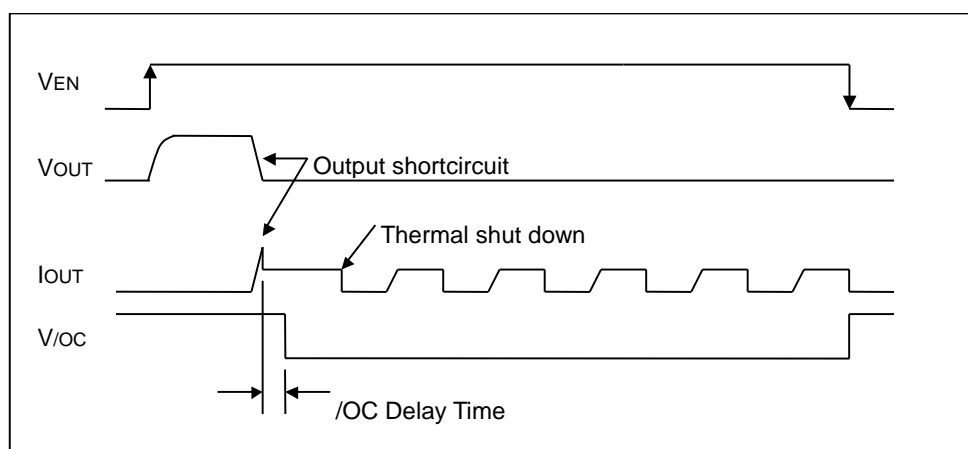 VEN
VOUT
Output shortcircuit
Thermal shut down
IOUT
V/OC
/OC Delay Time